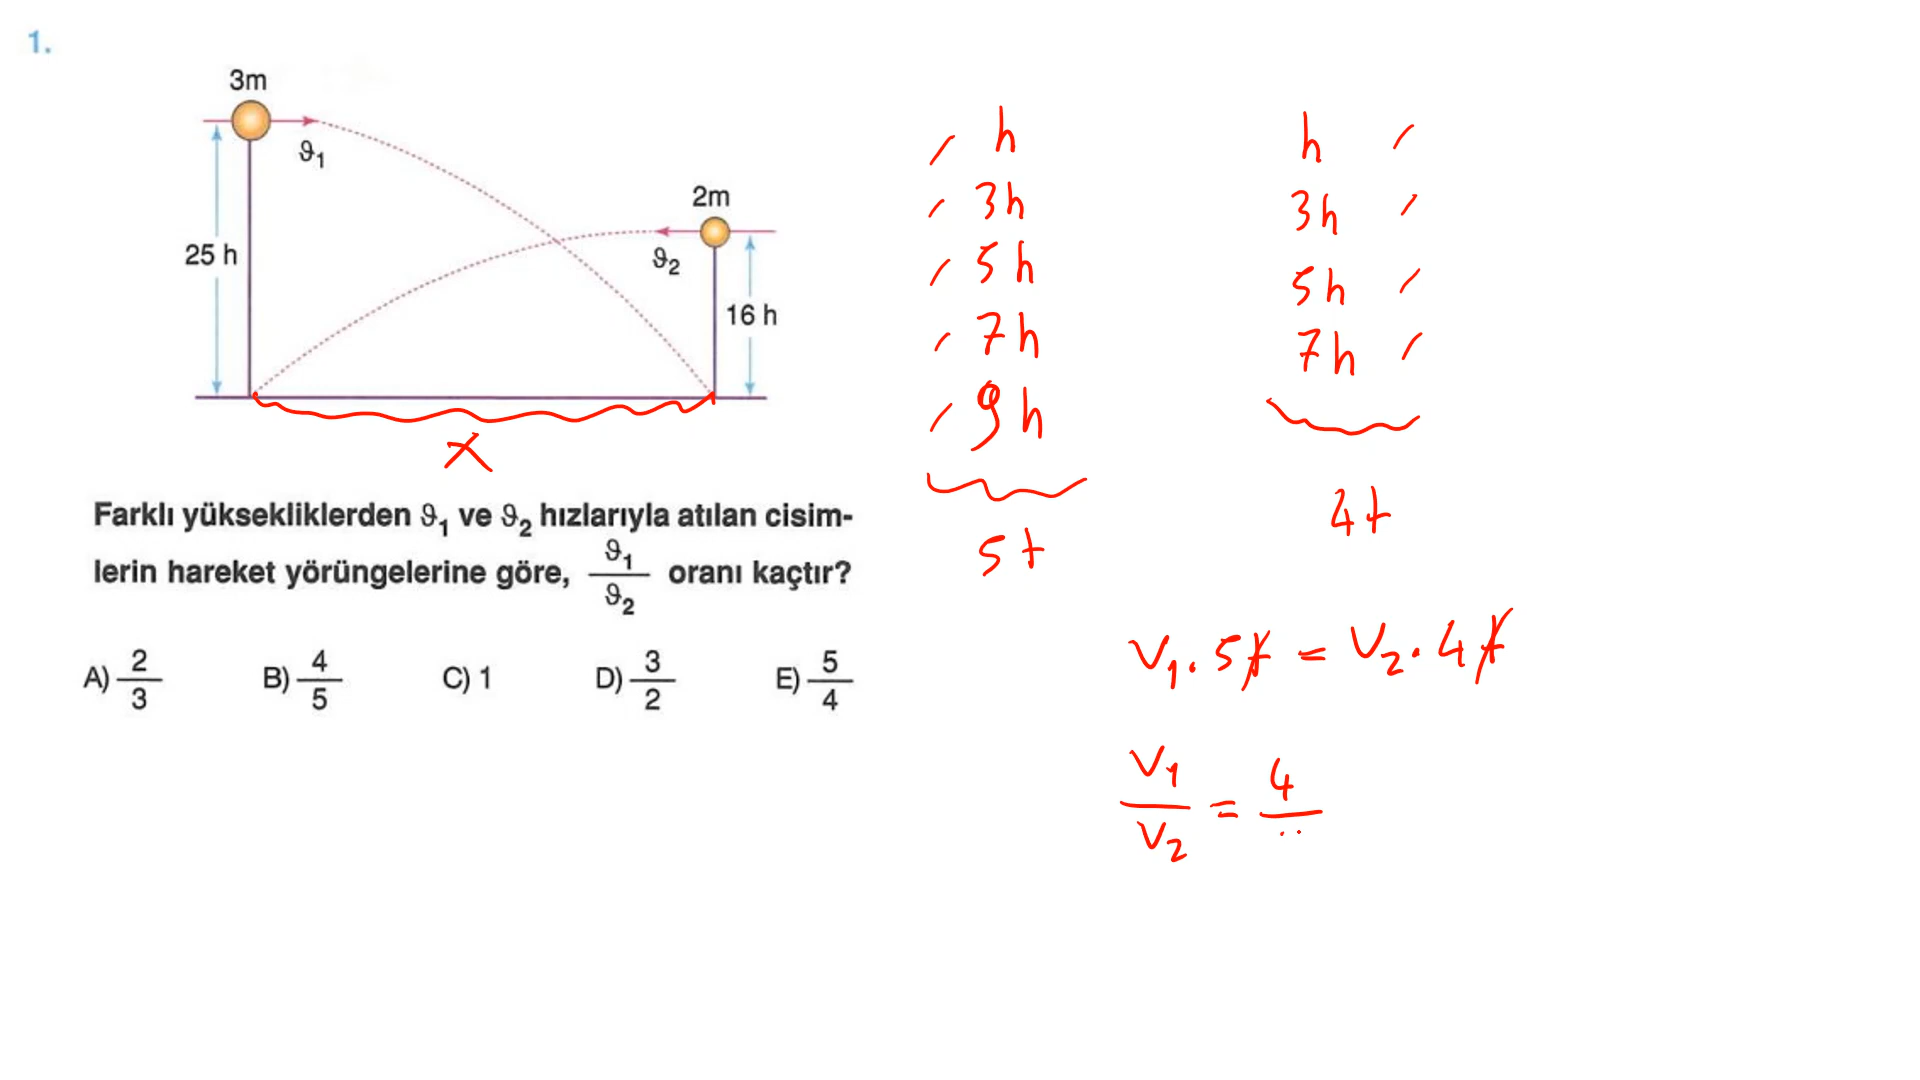 1.
3m
ϑ₁
25 h
2m
ϑ₂
16 h
x
Farklı yüksekliklerden ϑ₁ ve ϑ₂ hızlarıyla atılan cisim-
lerin hareket yörüngelerine göre, ϑ₁/ϑ₂ oranı kaçtır?
A) 2/3 B) 4/5 C) 1 D) 3/2 E) 5/4
h
3h
5h
7h
9h
5t
h
3h
5h
7h
4t
V₁ . 5t = V₂ . 4t
V₁/V₂ = 4/